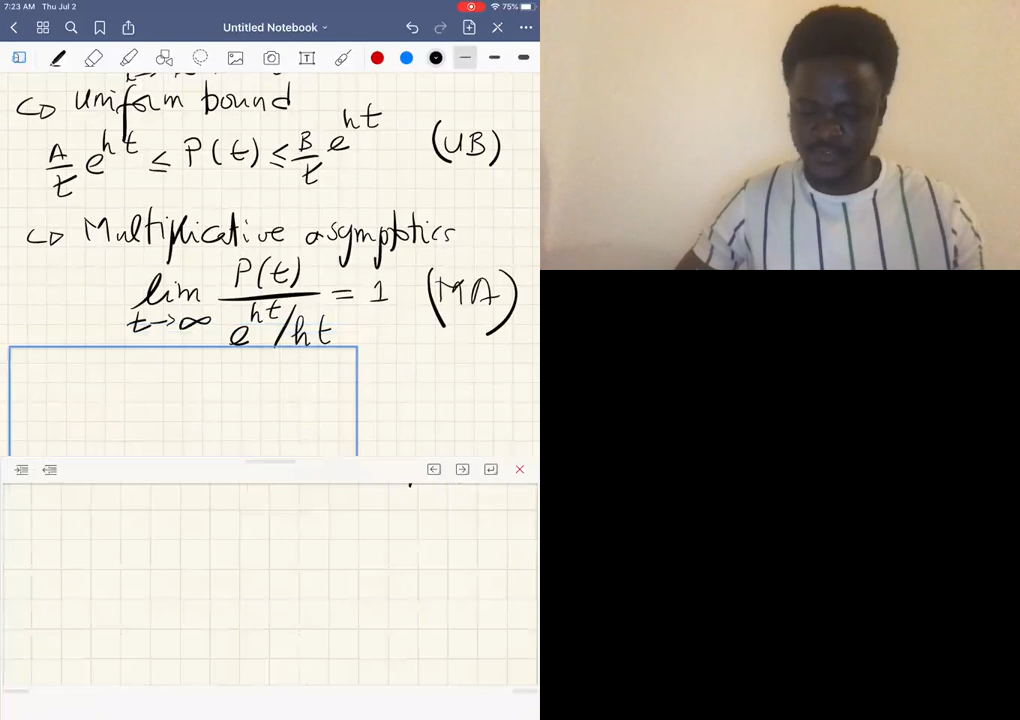 7:23 AM Thu Jul 2
75%
Untitled Notebook
Uniform bound
A/t e^ht ≤ P(t) ≤ B/t e^ht (UB)
Multiplicative asymptotics
lim t→∞ P(t) / e^ht/ht = 1 (MA)